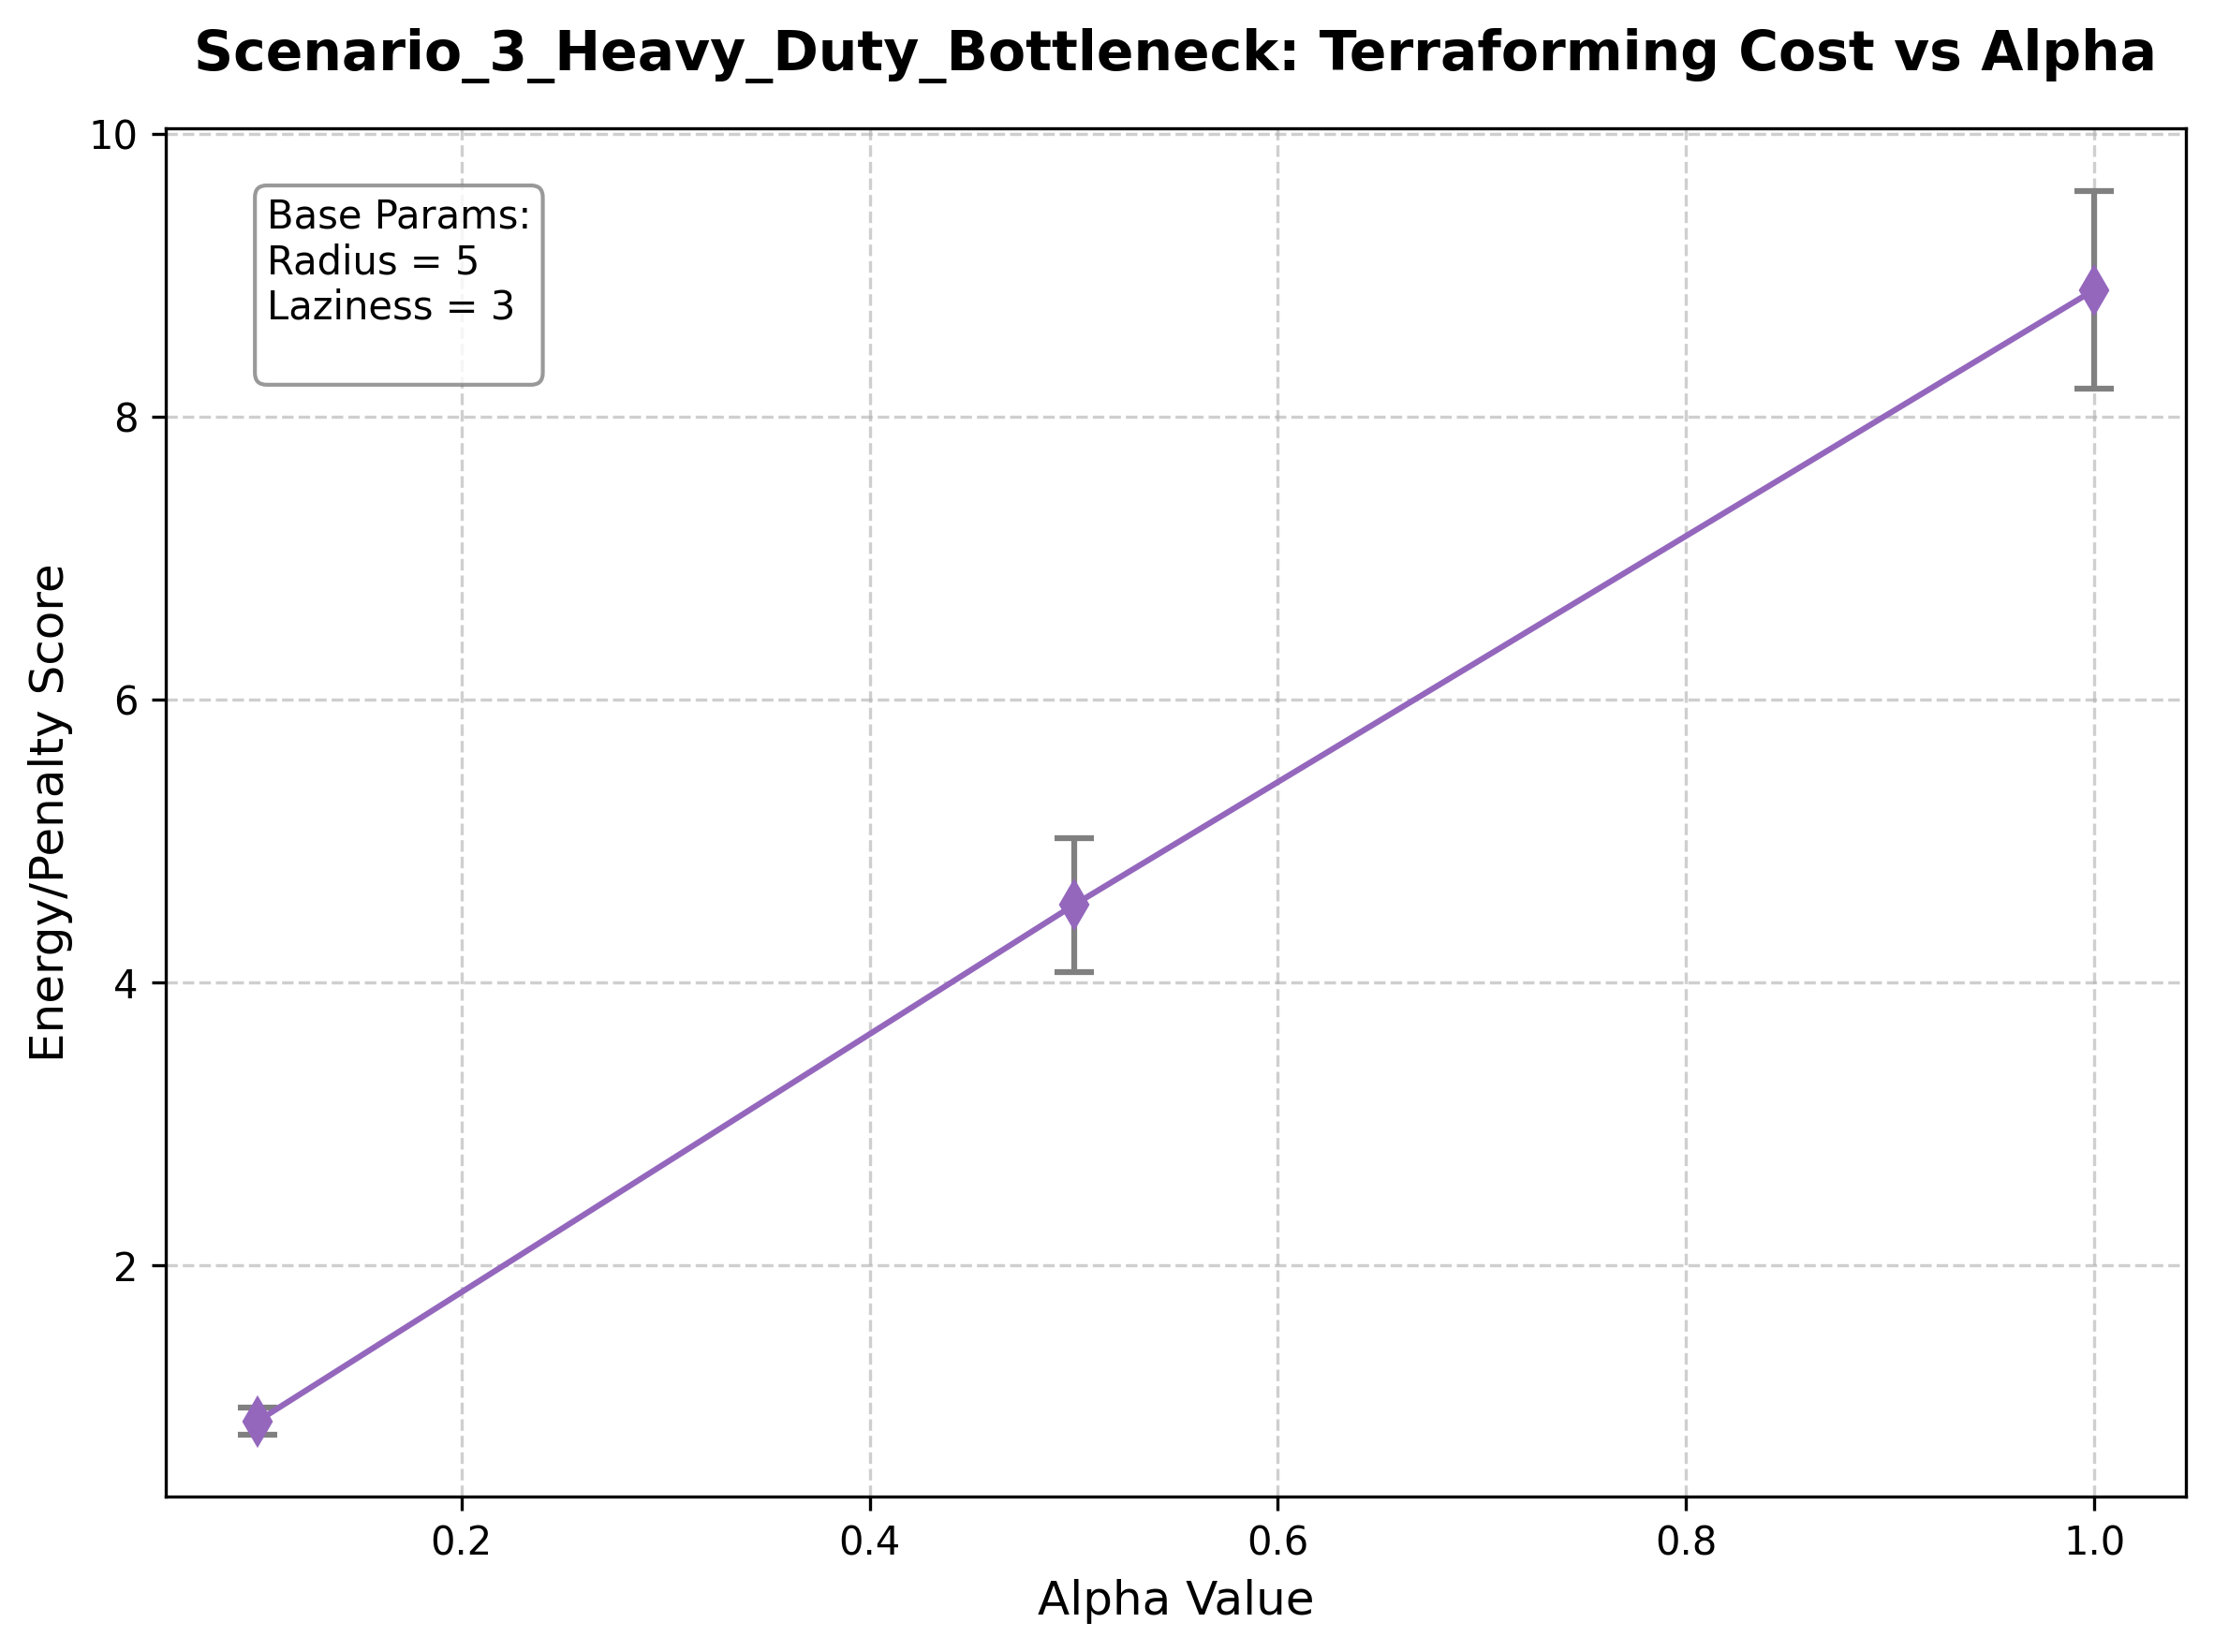 Scenario_3_Heavy_Duty_Bottleneck: Terraforming Cost vs Alpha
Energy/Penalty Score
10
8
6
4
2
Base Params:
Radius = 5
Laziness = 3
0.2 0.4 0.6 0.8 1.0
Alpha Value